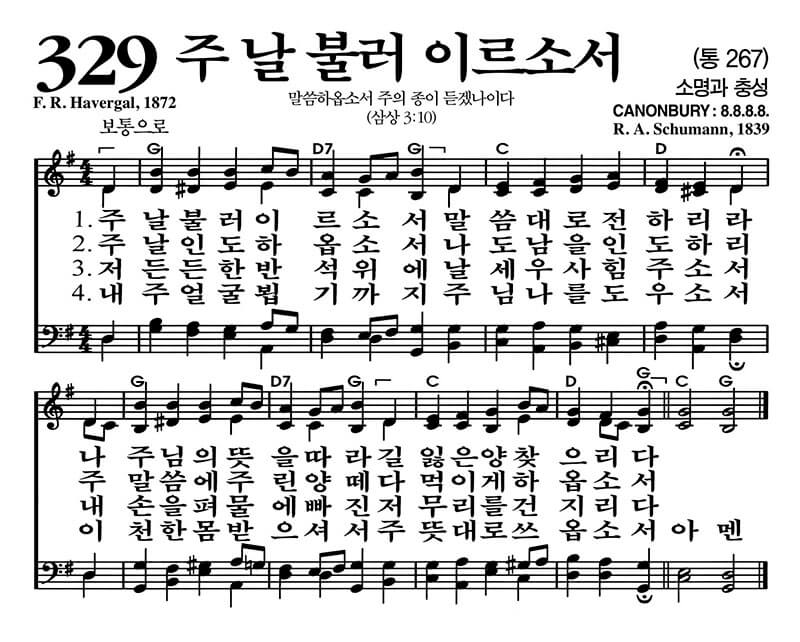 329 주 날 불러 이르소서 (통 267)
소명과 충성
F. R. Havergal, 1872
말씀하옵소서 주의 종이 듣겠나이다
(삼상 3:10)
CANONBURY : 8.8.8.8.
보통으로
R. A. Schumann, 1839
G D7 G C D
1. 주 날 불 러 이 르 소 서 말 씀 대 로 전 하 리 라
2. 주 날 인 도 하 옵 소 서 나 도 남 을 인 도 하 리
3. 저 든 든 한 반 석 위 에 날 세 우 사 힘 주 소 서
4. 내 주 얼 굴 뵙 기 까 지 주 님 나 를 도 우 소 서
G D7 G C D G C G
나 주 님 의 뜻 을 따 라 길 잃 은 양 찾 으 리 다
주 말 씀 에 주 린 양 떼 다 먹 이 게 하 옵 소 서
내 손 을 펴 물 에 빠 진 저 무 리 를 건 지 리 다
이 천 한 몸 받 으 셔 서 주 뜻 대 로 쓰 옵 소 서 아 멘